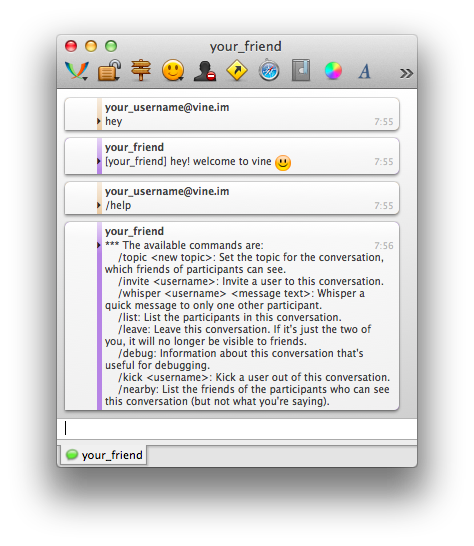 your_friend
A
»
your_username@vine.im
hey 7:55
your_friend
[your_friend] hey! welcome to vine 7:55
your_username@vine.im
/help 7:55
your_friend
*** The available commands are: 7:56
/topic <new topic>: Set the topic for the conversation,
which friends of participants can see.
/invite <username>: Invite a user to this conversation.
/whisper <username> <message text>: Whisper a
quick message to only one other participant.
/list: List the participants in this conversation.
/leave: Leave this conversation. If it's just the two of
you, it will no longer be visible to friends.
/debug: Information about this conversation that's
useful for debugging.
/kick <username>: Kick a user out of this conversation.
/nearby: List the friends of the participants who can see
this conversation (but not what you're saying).
your_friend